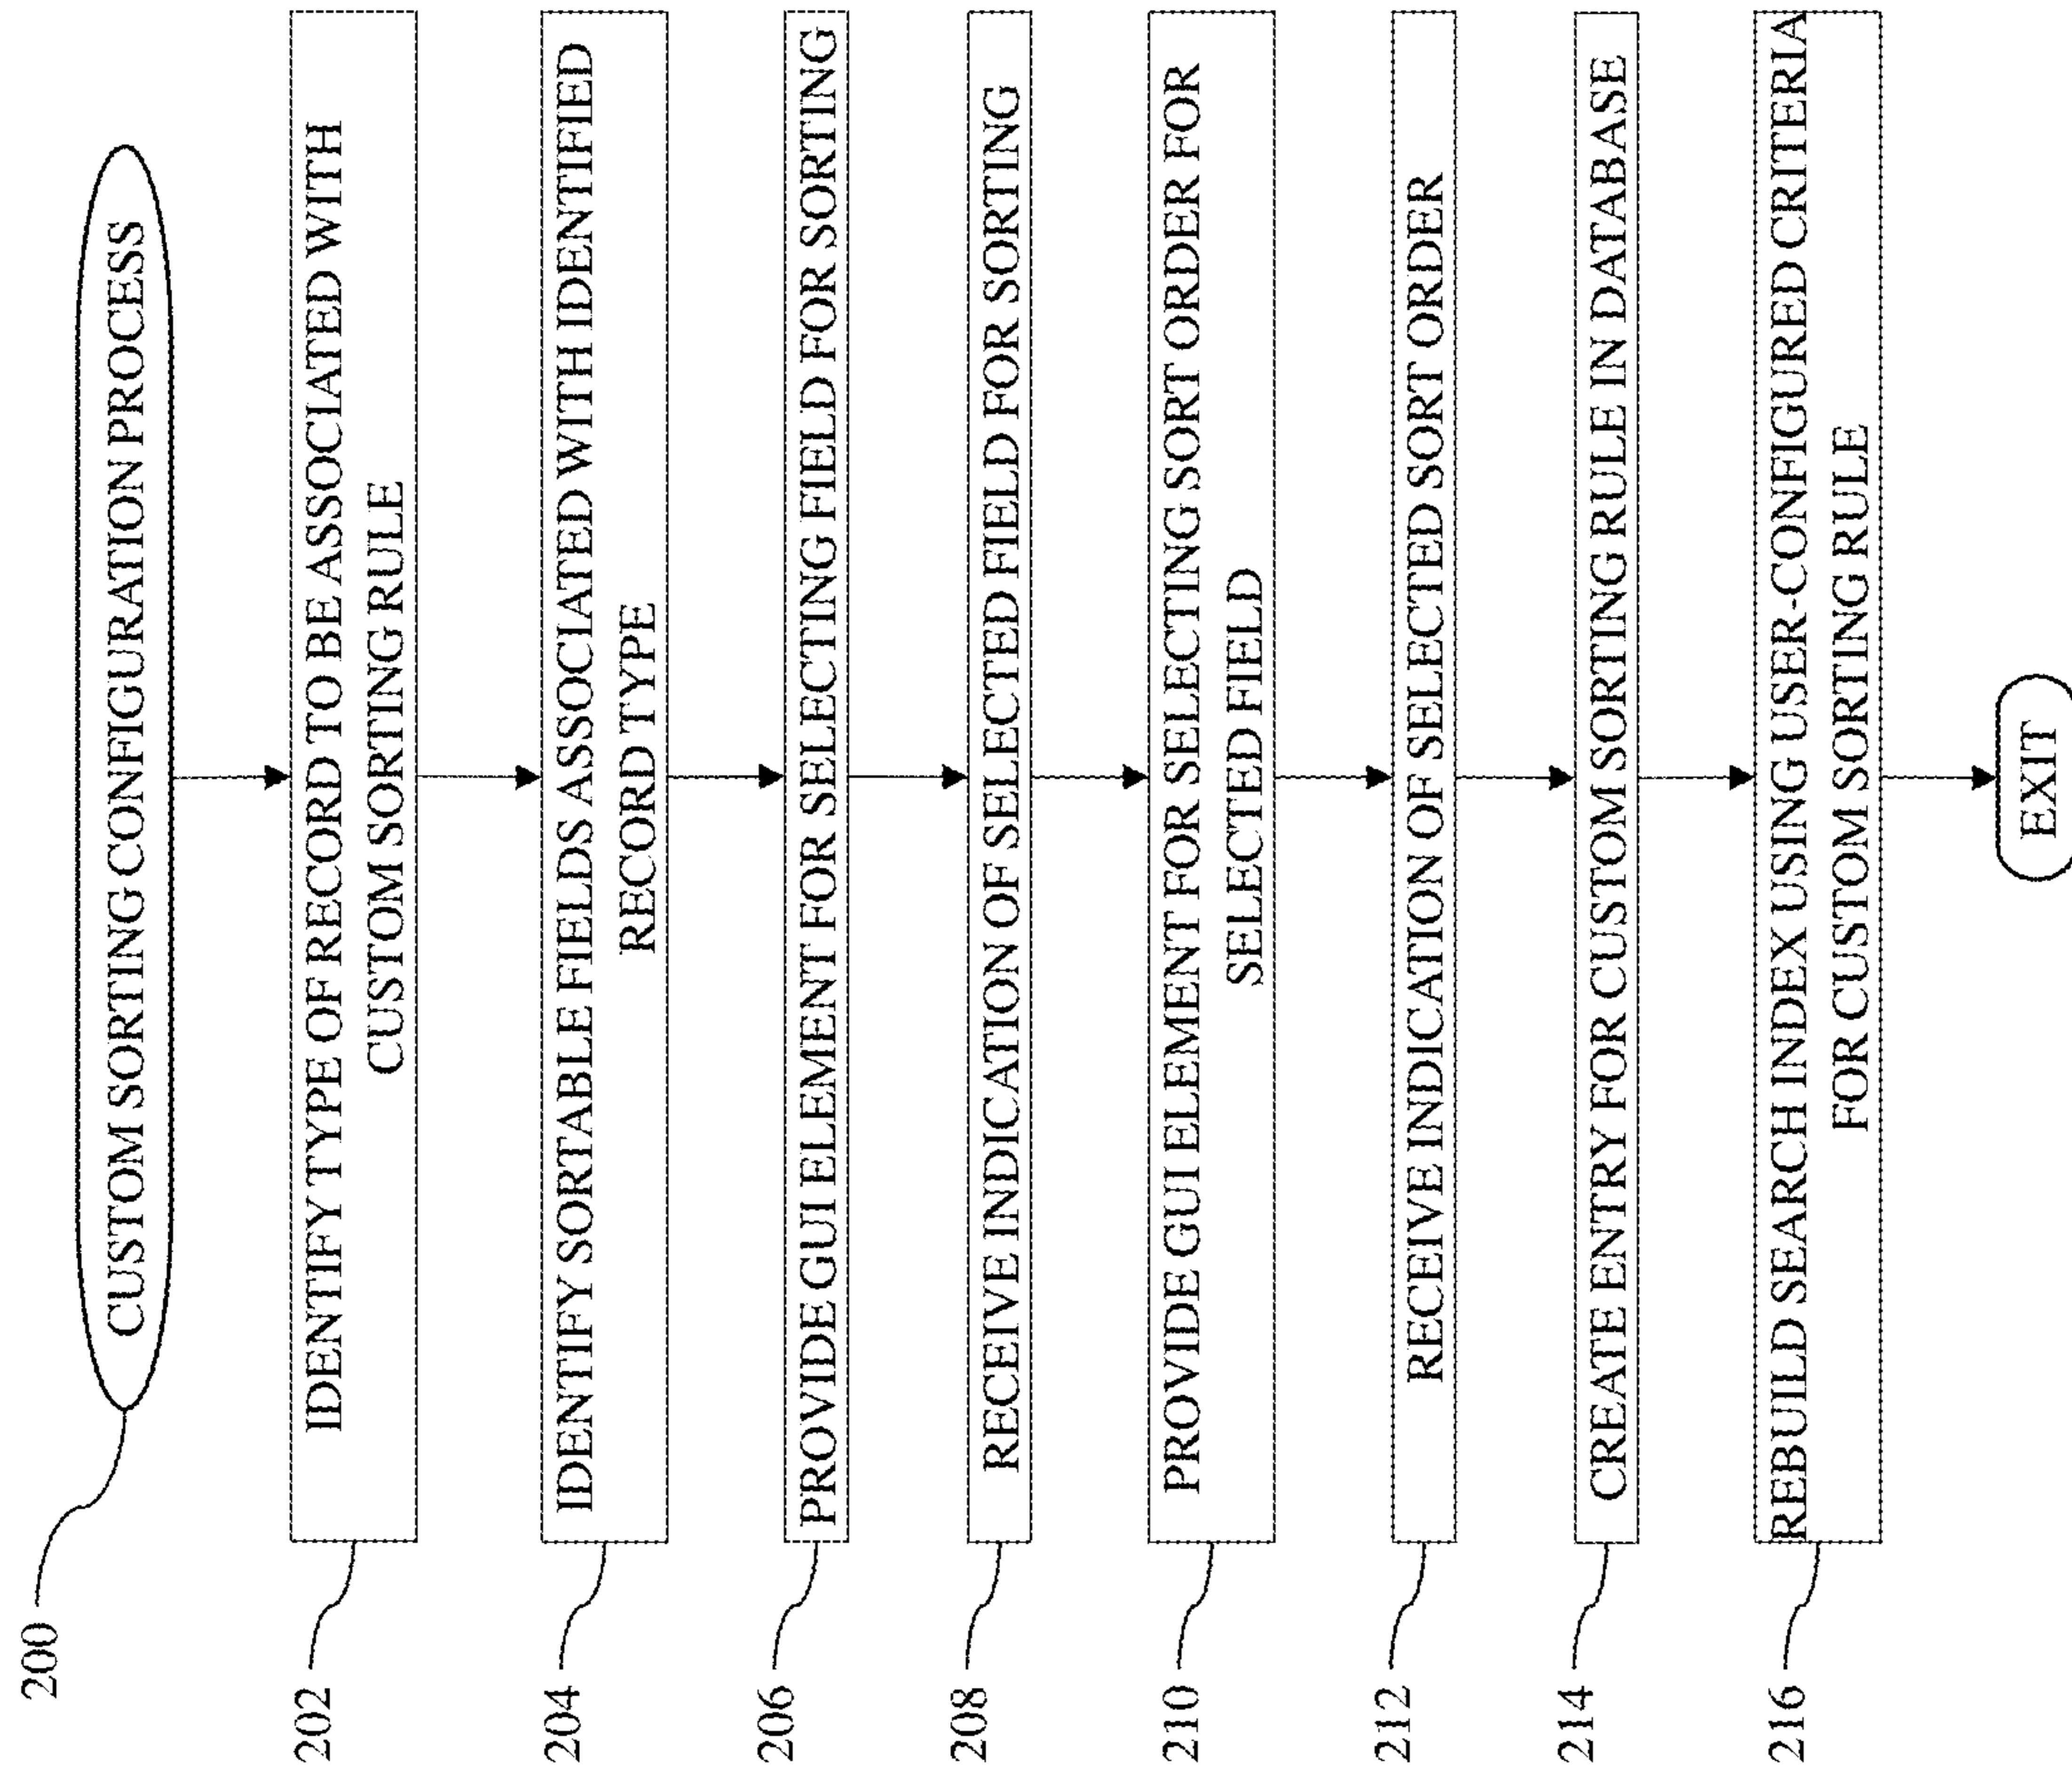 200
CUSTOM SORTING CONFIGURATION PROCESS
202
IDENTIFY TYPE OF RECORD TO BE ASSOCIATED WITH
CUSTOM SORTING RULE
204
IDENTIFY SORTABLE FIELDS ASSOCIATED WITH IDENTIFIED
RECORD TYPE
206
PROVIDE GUI ELEMENT FOR SELECTING FIELD FOR SORTING
208
RECEIVE INDICATION OF SELECTED FIELD FOR SORTING
210
PROVIDE GUI ELEMENT FOR SELECTING SORT ORDER FOR
SELECTED FIELD
212
RECEIVE INDICATION OF SELECTED SORT ORDER
214
CREATE ENTRY FOR CUSTOM SORTING RULE IN DATABASE
216
REBUILD SEARCH INDEX USING USER-CONFIGURED CRITERIA
FOR CUSTOM SORTING RULE
EXIT